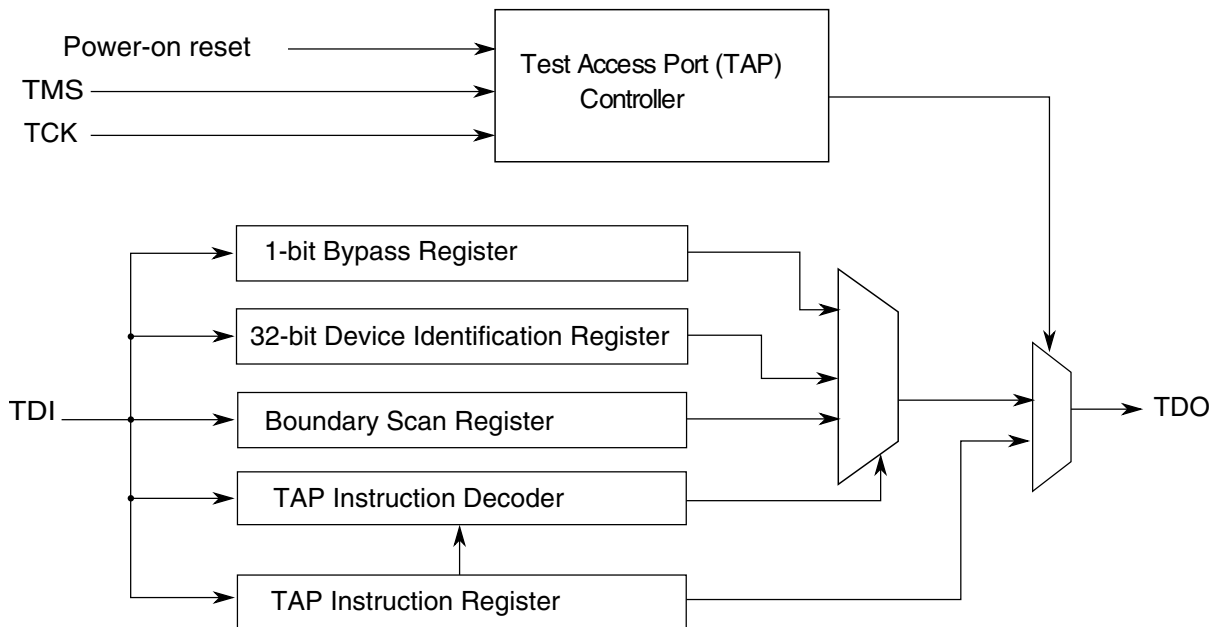 Power-on reset
TMS
TCK
Test Access Port (TAP)
Controller
1-bit Bypass Register
32-bit Device Identification Register
TDI
Boundary Scan Register
TDO
TAP Instruction Decoder
TAP Instruction Register